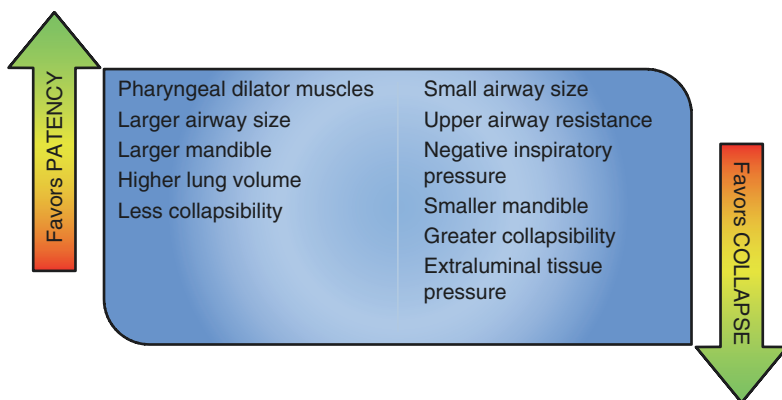 Favors PATENCY
Pharyngeal dilator muscles
Larger airway size
Larger mandible
Higher lung volume
Less collapsibility
Small airway size
Upper airway resistance
Negative inspiratory
pressure
Smaller mandible
Greater collapsibility
Extraluminal tissue
pressure
Favors COLLAPSE